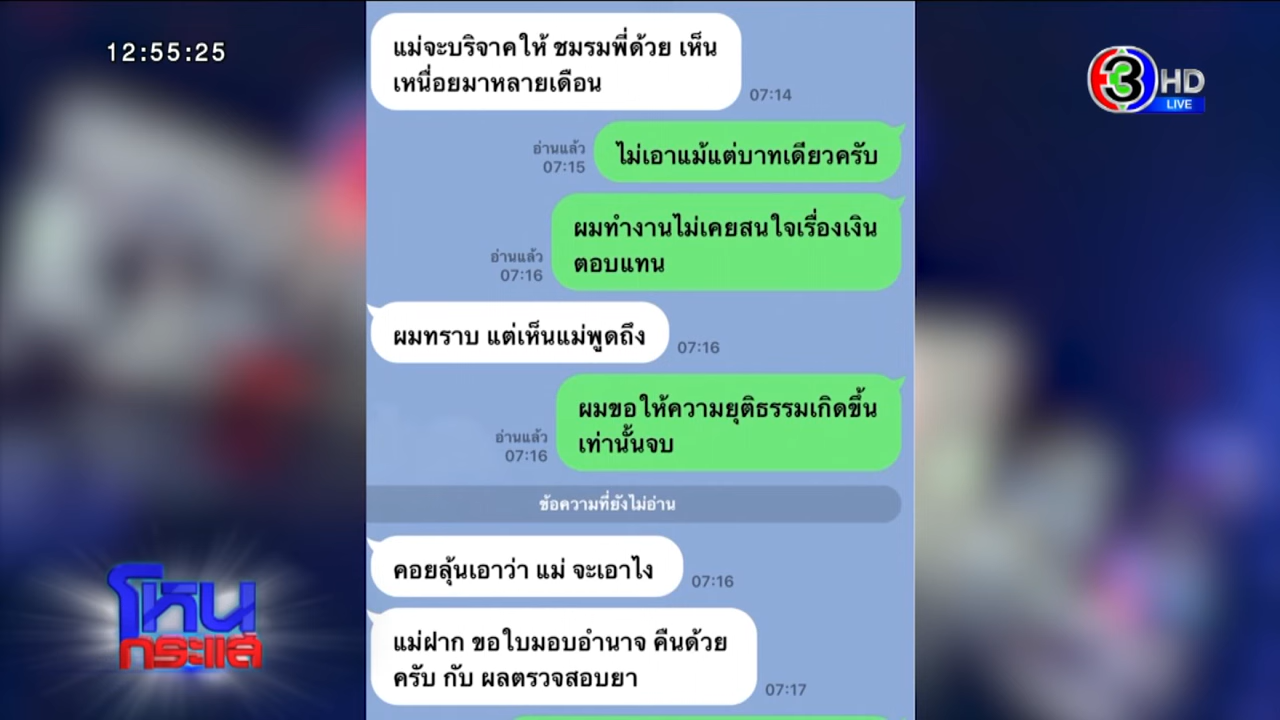 12:55:25
3 HD
LIVE
แม่จะบริจาคให้ ชมรมพี่ด้วย เห็น
เหนื่อยมาหลายเดือน
07:14
ไม่เอาแม้แต่บาทเดียวครับ
อ่านแล้ว
07:15
ผมทำงานไม่เคยสนใจเรื่องเงิน
ตอบแทน
อ่านแล้ว
07:16
ผมทราบ แต่เห็นแม่พูดถึง
07:16
ผมขอให้ความยุติธรรมเกิดขึ้น
เท่านั้นจบ
อ่านแล้ว
07:16
ข้อความที่ยังไม่อ่าน
คอยลุ้นเอาว่า แม่ จะเอาไง
07:16
แม่ฝาก ขอใบมอบอำนาจ คืนด้วย
ครับ กับ ผลตรวจสอบยา
07:17
โหน
กระแส